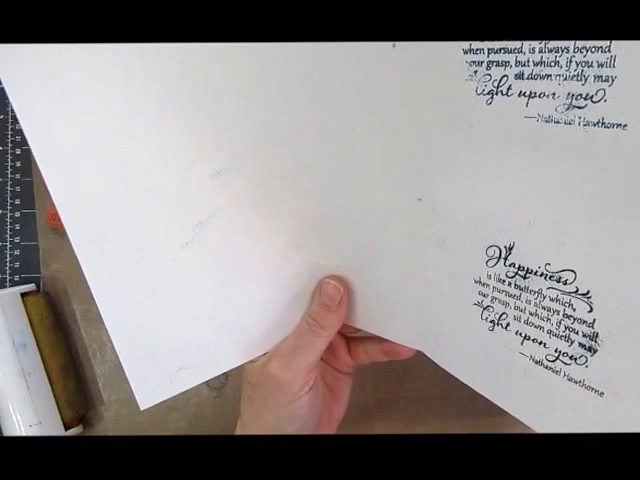 when pursued, is always beyond
our grasp, but which, if you will
sit down quietly may
light upon you.
—Nathaniel Hawthorne
Happiness
is like a butterfly which,
when pursued, is always beyond
our grasp, but which, if you will
sit down quietly may
light upon you.
—Nathaniel Hawthorne